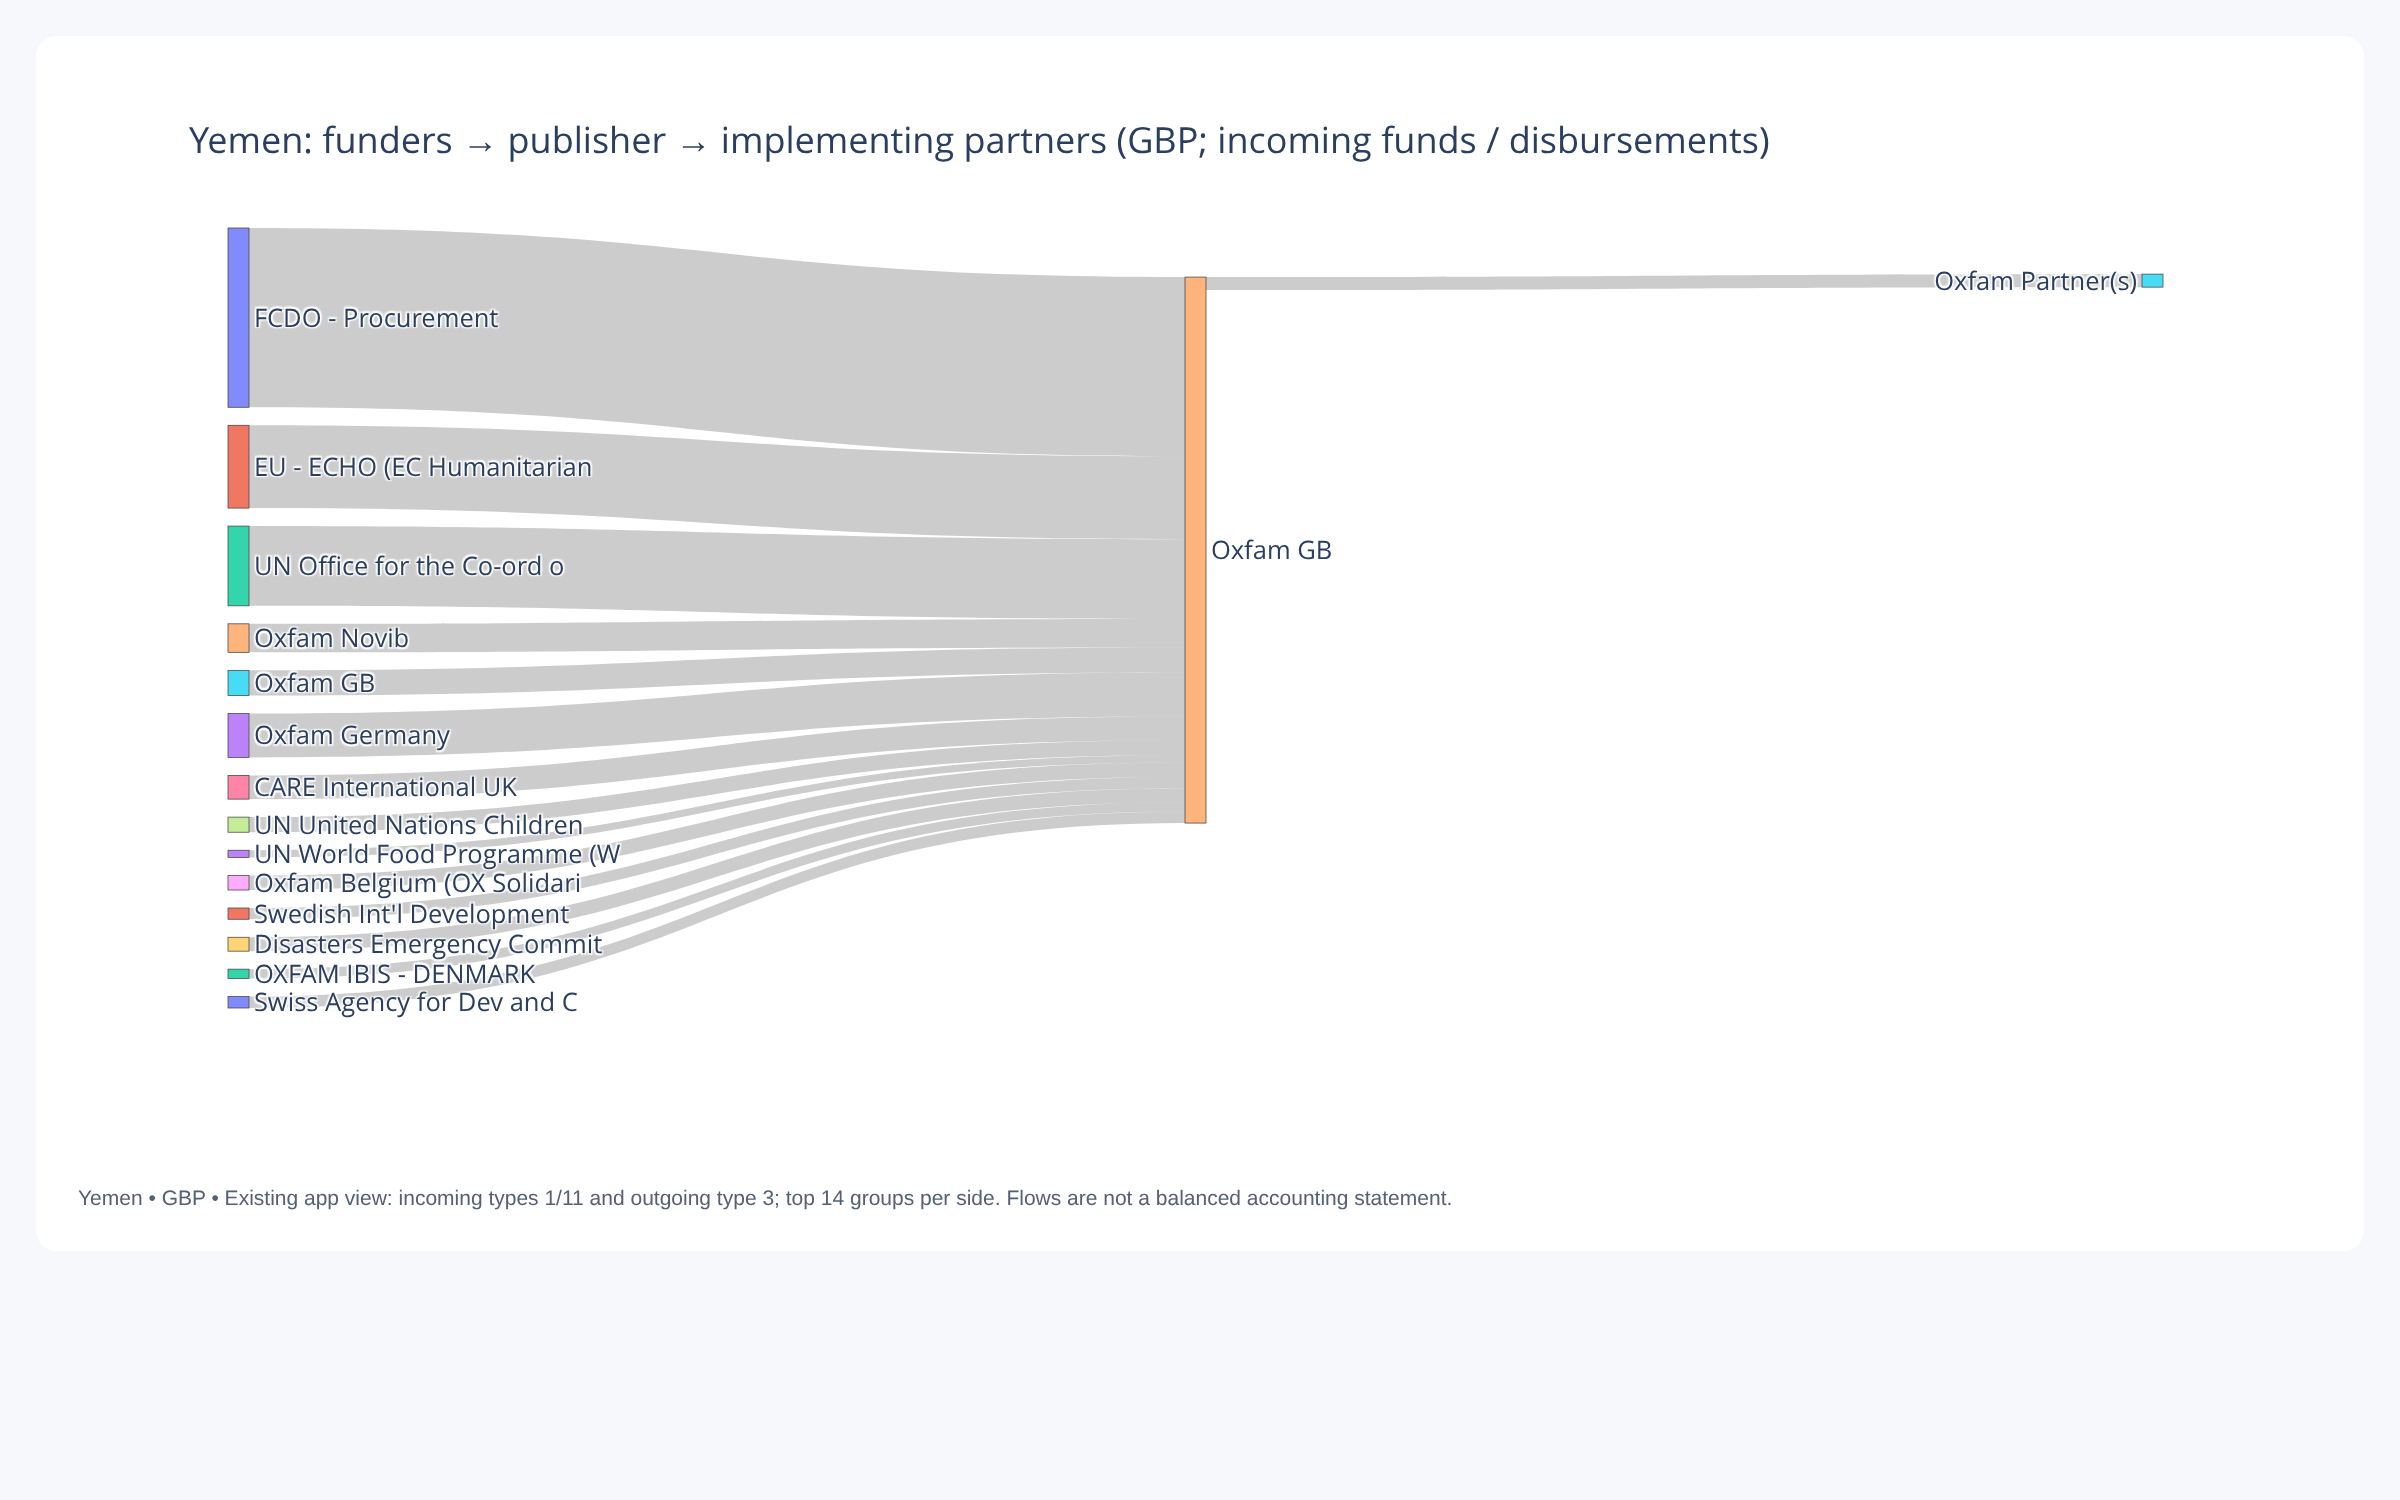 Yemen: funders → publisher → implementing partners (GBP; incoming funds / disbursements)
FCDO - Procurement
EU - ECHO (EC Humanitarian
UN Office for the Co-ord o
Oxfam Novib
Oxfam GB
Oxfam Germany
CARE International UK
UN United Nations Children
UN World Food Programme (W
Oxfam Belgium (OX Solidari
Swedish Int'l Development
Disasters Emergency Commit
OXFAM IBIS - DENMARK
Swiss Agency for Dev and C
Oxfam GB
Oxfam Partner(s)
Yemen • GBP • Existing app view: incoming types 1/11 and outgoing type 3; top 14 groups per side. Flows are not a balanced accounting statement.